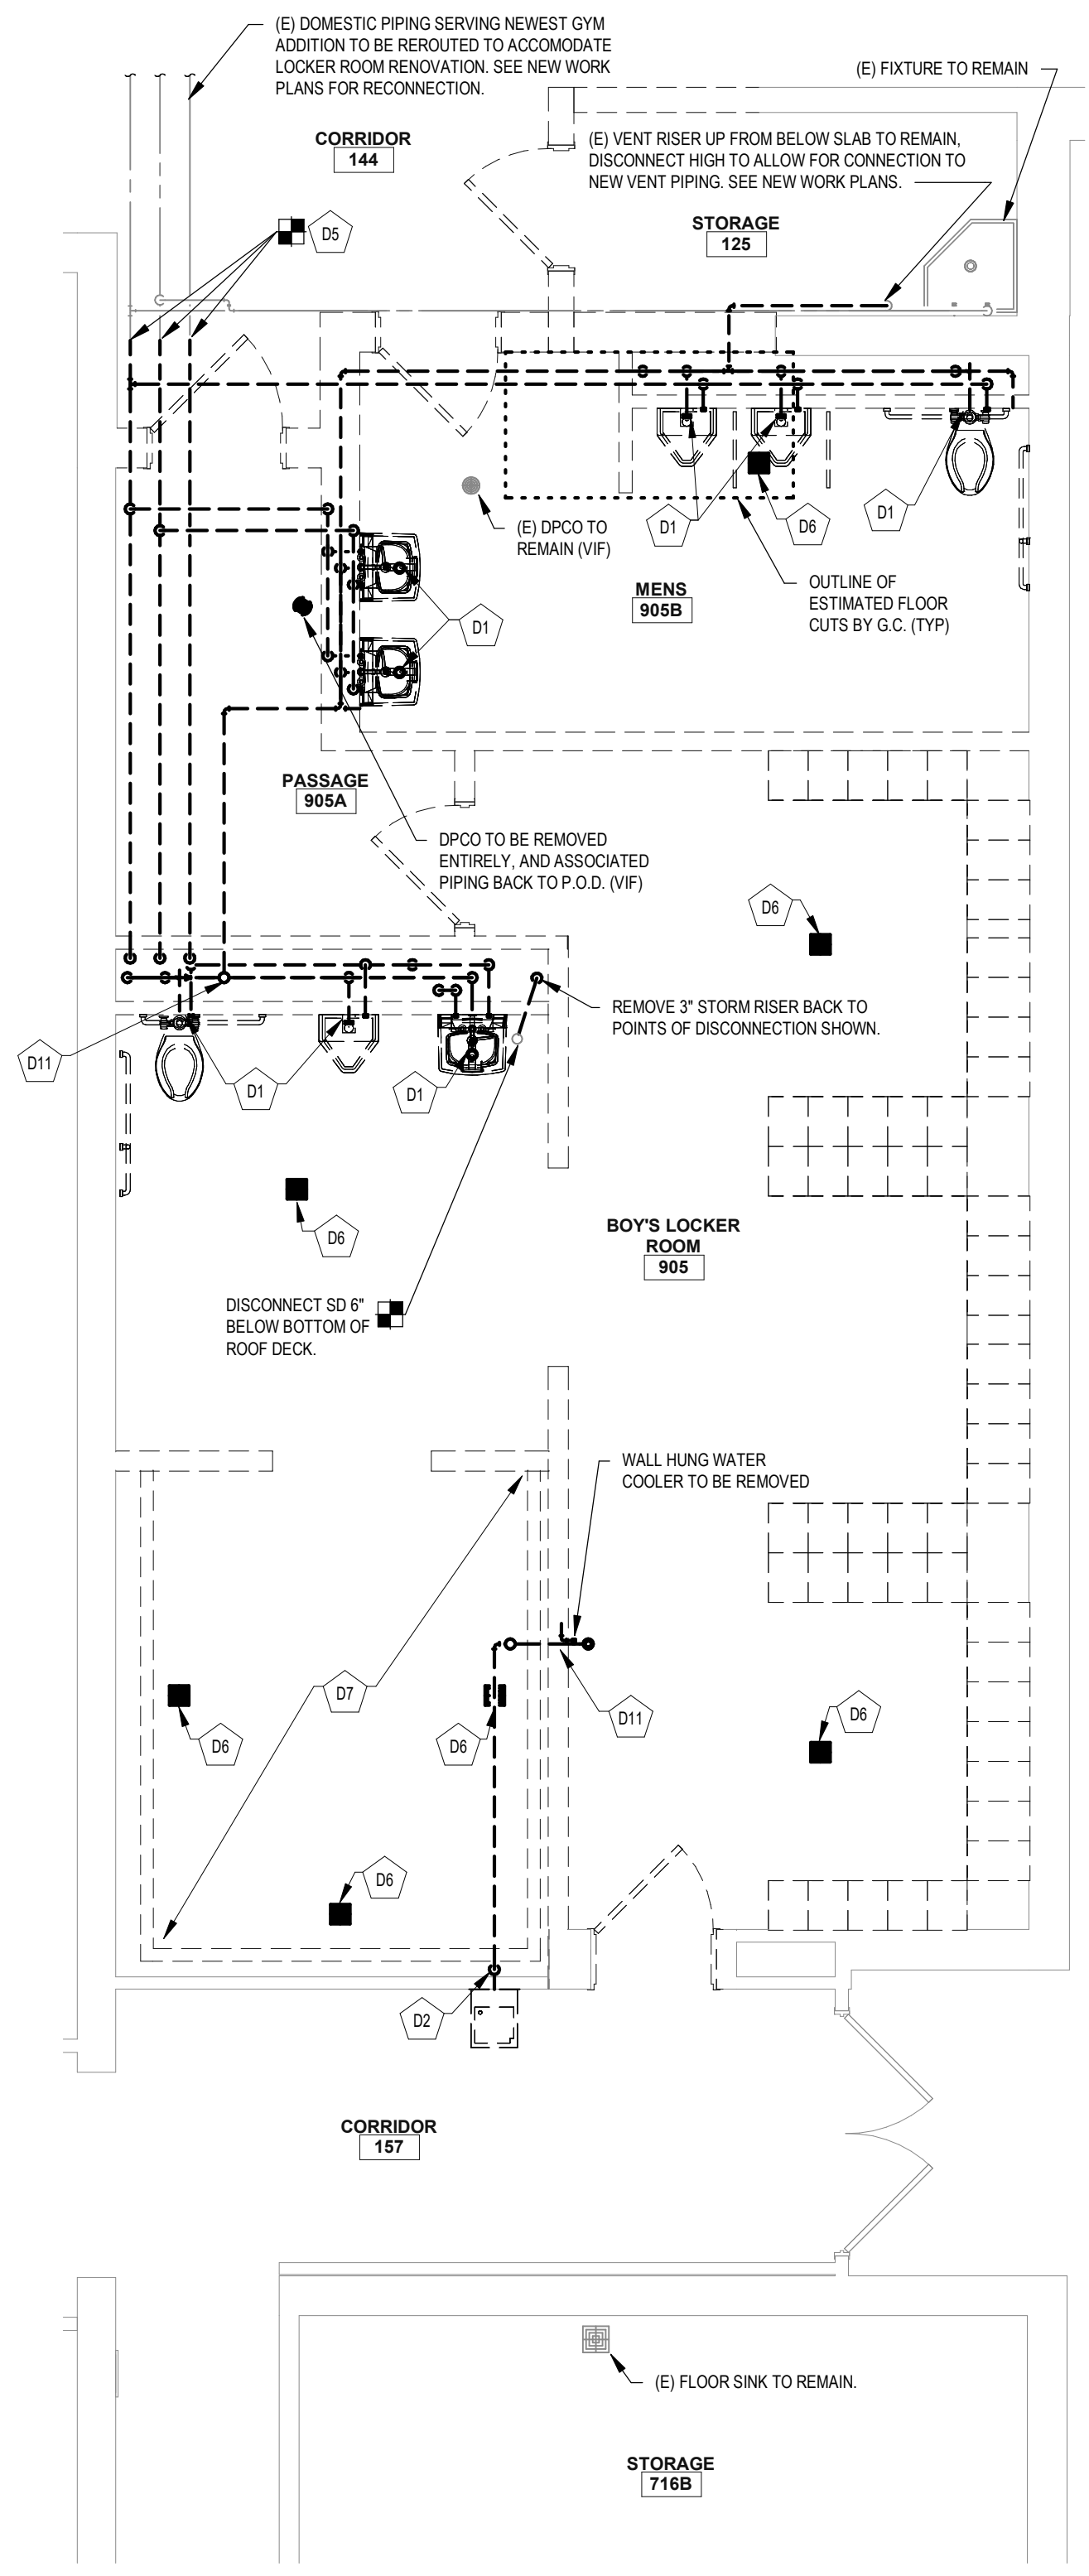 (E) DOMESTIC PIPING SERVING NEWEST GYM
ADDITION TO BE REROUTED TO ACCOMODATE
LOCKER ROOM RENOVATION. SEE NEW WORK
PLANS FOR RECONNECTION.
(E) FIXTURE TO REMAIN
CORRIDOR
144
(E) VENT RISER UP FROM BELOW SLAB TO REMAIN,
DISCONNECT HIGH TO ALLOW FOR CONNECTION TO
NEW VENT PIPING. SEE NEW WORK PLANS.
STORAGE
125
D5
(E) DPCO TO
REMAIN (VIF)
D1
D6
D1
MENS
905B
OUTLINE OF
ESTIMATED FLOOR
CUTS BY G.C. (TYP)
D1
PASSAGE
905A
DPCO TO BE REMOVED
ENTIRELY, AND ASSOCIATED
PIPING BACK TO P.O.D. (VIF)
D6
REMOVE 3" STORM RISER BACK TO
POINTS OF DISCONNECTION SHOWN.
D11
D1
D1
D6
BOY'S LOCKER
ROOM
905
DISCONNECT SD 6"
BELOW BOTTOM OF
ROOF DECK.
WALL HUNG WATER
COOLER TO BE REMOVED
D7
D11
D6
D6
D6
D6
D2
CORRIDOR
157
(E) FLOOR SINK TO REMAIN.
STORAGE
716B